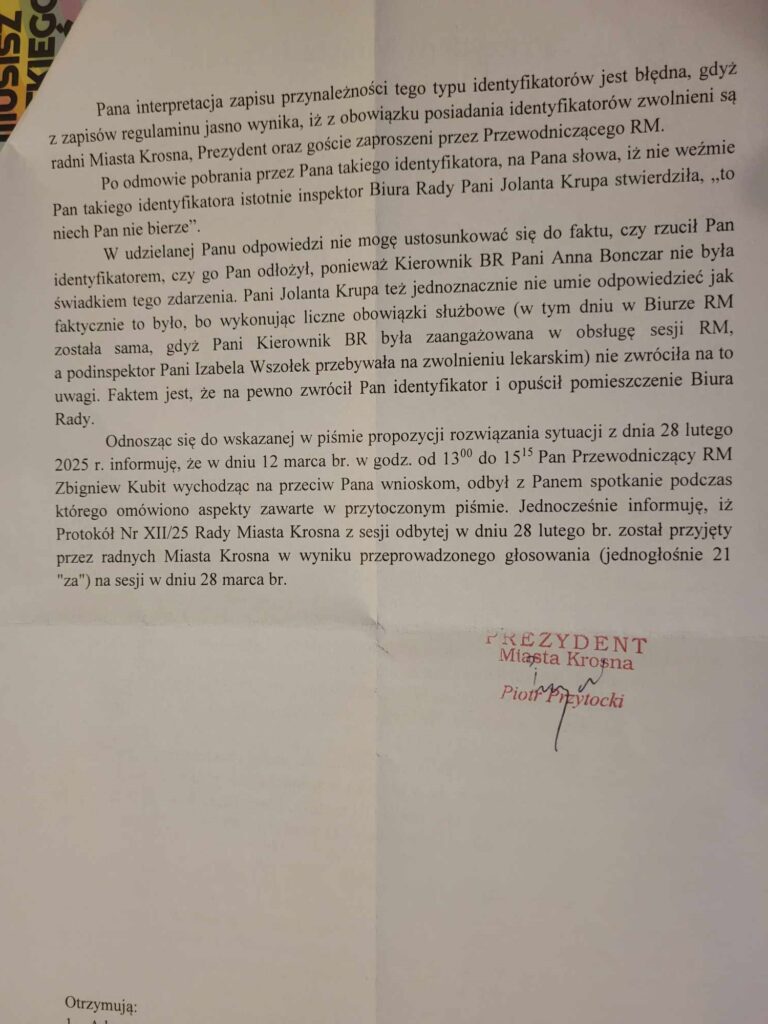 MUSISZ
KIEGO
Pana interpretacja zapisu przynależności tego typu identyfikatorów jest błędna, gdyż
z zapisów regulaminu jasno wynika, iż z obowiązku posiadania identyfikatorów zwolnieni są
radni Miasta Krosna, Prezydent oraz goście zaproszeni przez Przewodniczącego RM.
Po odmowie pobrania przez Pana takiego identyfikatora, na Pana słowa, iż nie weźmie
Pan takiego identyfikatora istotnie inspektor Biura Rady Pani Jolanta Krupa stwierdziła, „to
niech Pan nie bierze”.
W udzielanej Panu odpowiedzi nie mogę ustosunkować się do faktu, czy rzucił Pan
identyfikatorem, czy go Pan odłożył, ponieważ Kierownik BR Pani Anna Bonczar nie była
świadkiem tego zdarzenia. Pani Jolanta Krupa też jednoznacznie nie umie odpowiedzieć jak
faktycznie to było, bo wykonując liczne obowiązki służbowe (w tym dniu w Biurze RM
została sama, gdyż Pani Kierownik BR była zaangażowana w obsługę sesji RM,
a podinspektor Pani Izabela Wszołek przebywała na zwolnieniu lekarskim) nie zwróciła na to
uwagi. Faktem jest, że na pewno zwrócił Pan identyfikator i opuścił pomieszczenie Biura
Rady.
Odnosząc się do wskazanej w piśmie propozycji rozwiązania sytuacji z dnia 28 lutego
2025 r. informuję, że w dniu 12 marca br. w godz. od 13⁰⁰ do 15¹⁵ Pan Przewodniczący RM
Zbigniew Kubit wychodząc na przeciw Pana wnioskom, odbył z Panem spotkanie podczas
którego omówiono aspekty zawarte w przytoczonym piśmie. Jednocześnie informuję, iż
Protokół Nr XII/25 Rady Miasta Krosna z sesji odbytej w dniu 28 lutego br. został przyjęty
przez radnych Miasta Krosna w wyniku przeprowadzonego głosowania (jednogłośnie 21
"za") na sesji w dniu 28 marca br.
PREZYDENT
Miasta Krosna
Piotr Przytocki
Otrzymują: